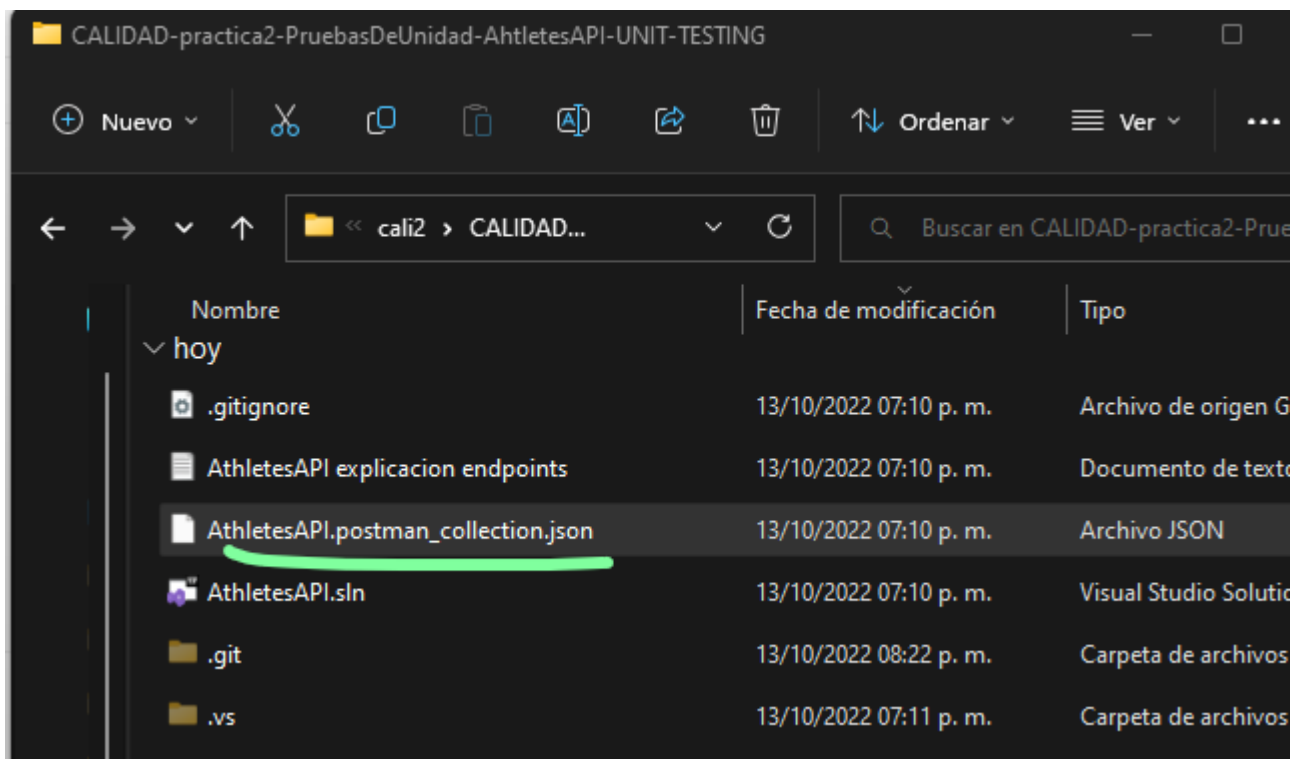 CALIDAD-practica2-PruebasDeUnidad-AhtletesAPI-UNIT-TESTING
Nuevo Ordenar Ver
« cali2 > CALIDAD... Buscar en CALIDAD-practica2-Prue
Nombre Fecha de modificación Tipo
hoy
.gitignore 13/10/2022 07:10 p. m. Archivo de origen G
AthletesAPI explicacion endpoints 13/10/2022 07:10 p. m. Documento de texto
AthletesAPI.postman_collection.json 13/10/2022 07:10 p. m. Archivo JSON
AthletesAPI.sln 13/10/2022 07:10 p. m. Visual Studio Solutio
.git 13/10/2022 08:22 p. m. Carpeta de archivos
.vs 13/10/2022 07:11 p. m. Carpeta de archivos